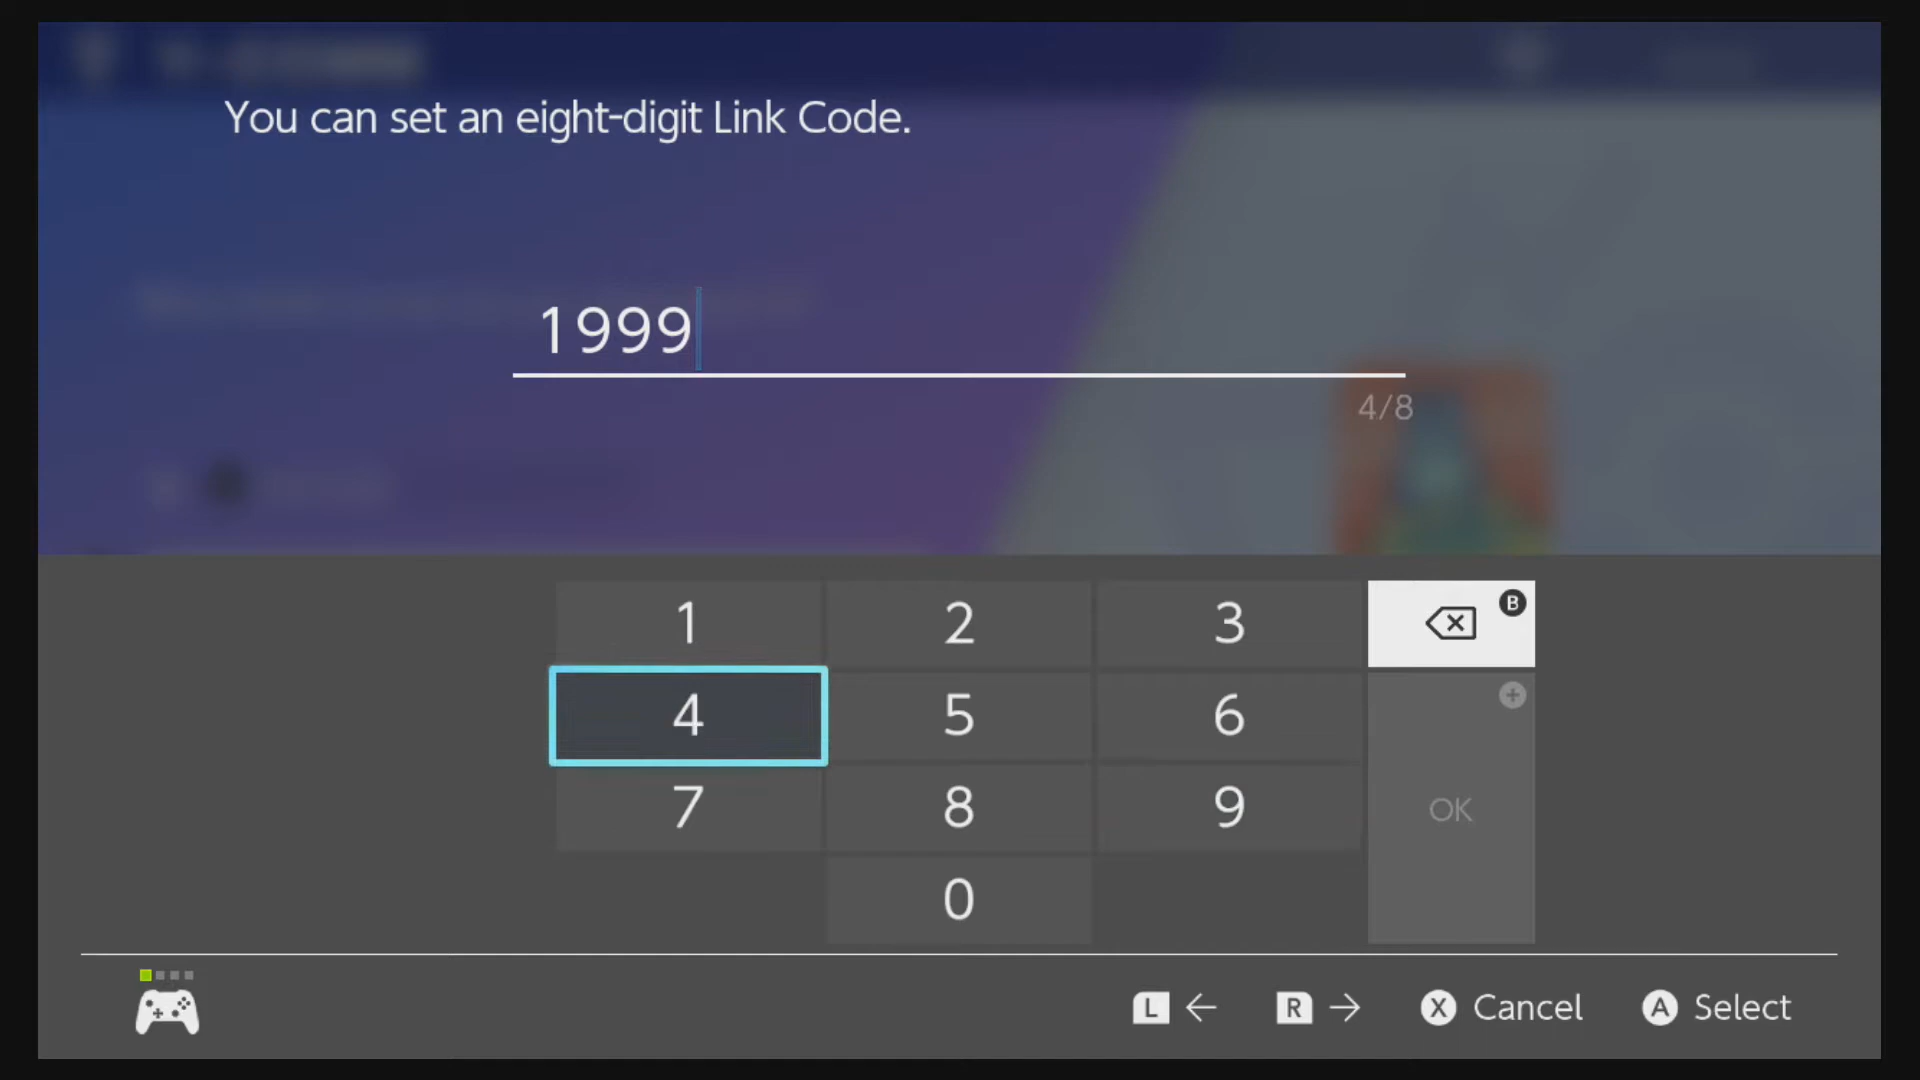 You can set an eight-digit Link Code.
1999
4/8
1 2 3 B
4 5 6 +
7 8 9 OK
0
L ← R → X Cancel A Select